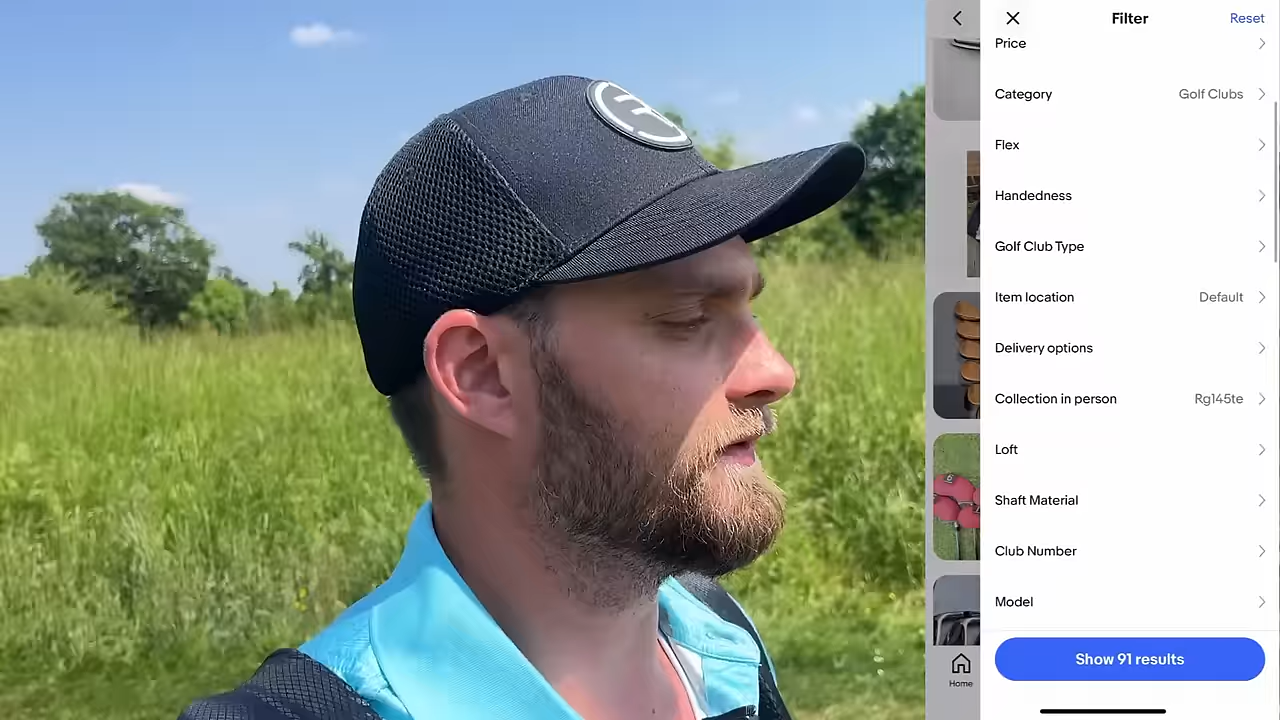 Filter
Reset
Price
Category
Golf Clubs
Flex
Handedness
Golf Club Type
Item location
Default
Delivery options
Collection in person
Rg145te
Loft
Shaft Material
Club Number
Model
Show 91 results
Home